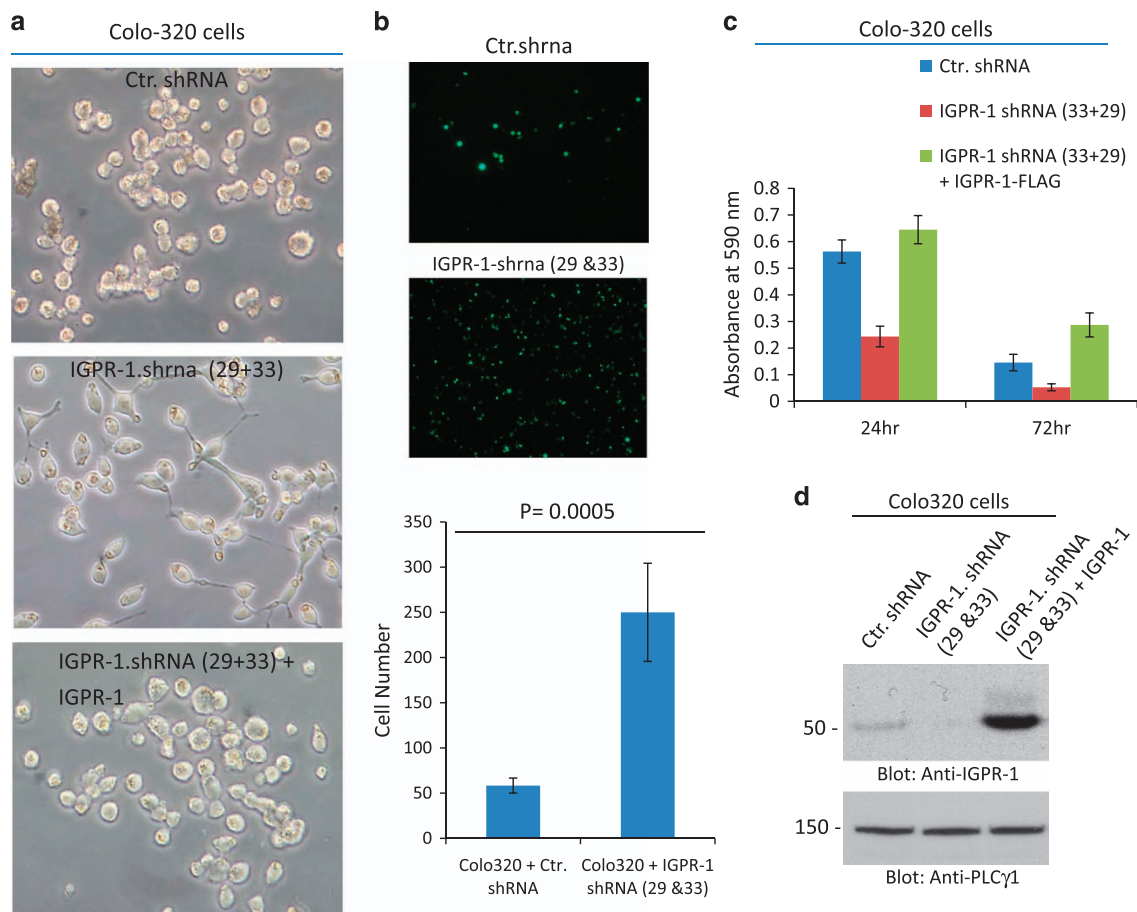 a
Colo-320 cells
Ctr. shRNA
IGPR-1.shrna (29+33)
IGPR-1.shRNA (29+33) +
IGPR-1
b
Ctr.shrna
IGPR-1-shrna (29 &33)
P= 0.0005
350
300
250
200
150
100
50
0
Cell Number
Colo320 + Ctr.
shRNA
Colo320 + IGPR-1
shRNA (29 &33)
c
Colo-320 cells
Ctr. shRNA
IGPR-1 shRNA (33+29)
IGPR-1 shRNA (33+29)
+ IGPR-1-FLAG
0.8
0.7
0.6
0.5
0.4
0.3
0.2
0.1
0
Absorbance at 590 nm
24hr
72hr
d
Colo320 cells
Ctr. shRNA
IGPR-1. shRNA
(29 &33)
IGPR-1. shRNA
(29 &33) + IGPR-1
50 -
Blot: Anti-IGPR-1
150 -
Blot: Anti-PLCγ1